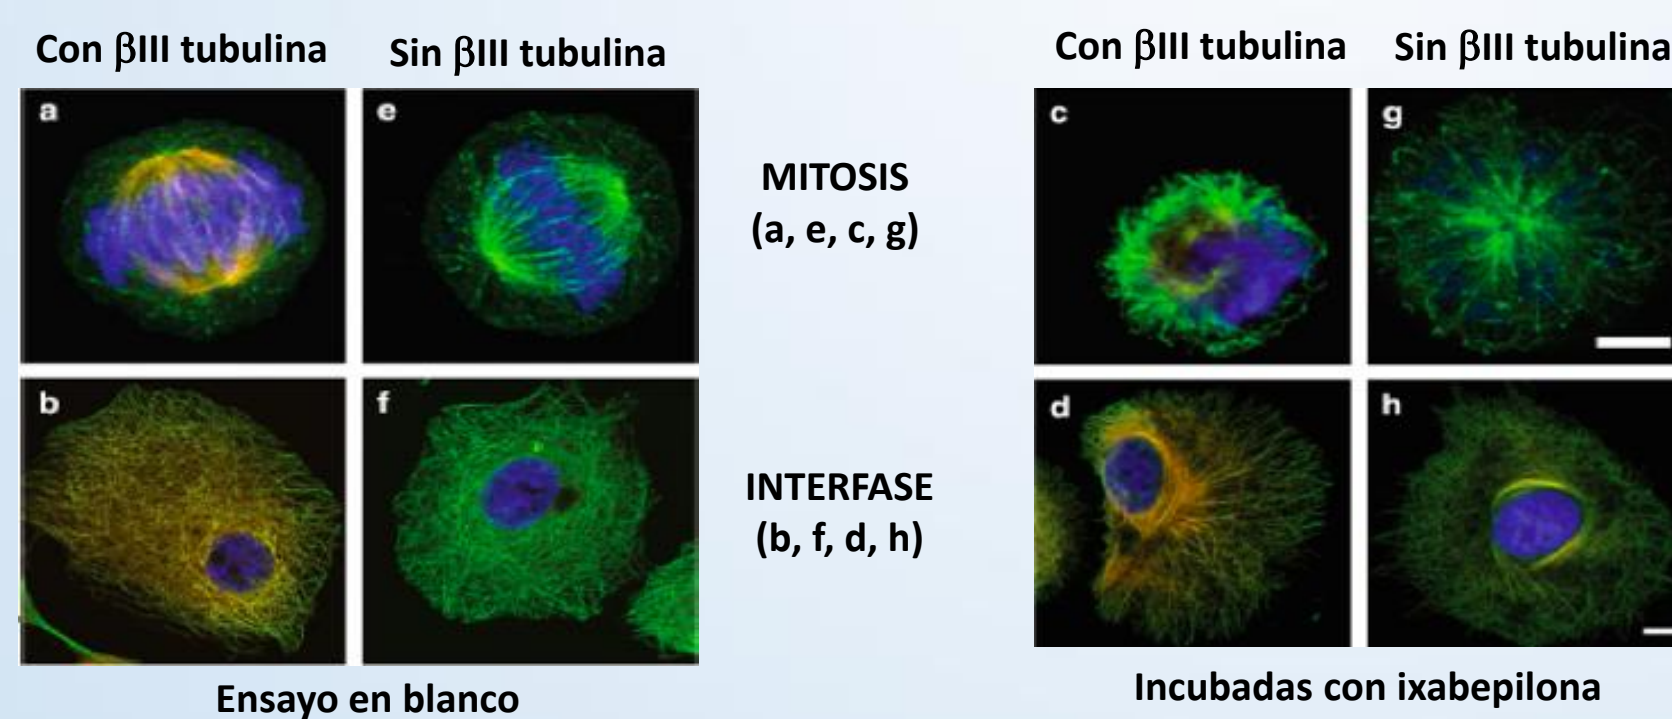 Con βIII tubulina
Sin βIII tubulina
a
e
b
f
Ensayo en blanco
MITOSIS
(a, e, c, g)
INTERFASE
(b, f, d, h)
Con βIII tubulina
Sin βIII tubulina
c
g
d
h
Incubadas con ixabepilona